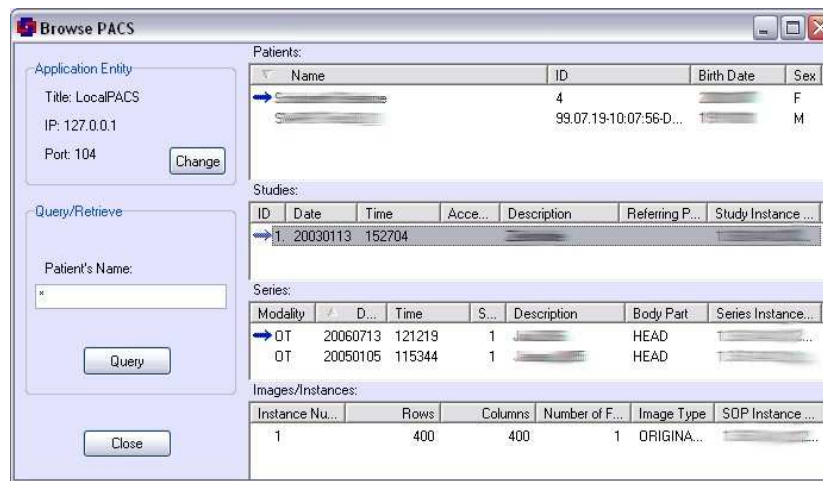 Browse PACS
Application Entity
Title: LocalPACS
IP: 127.0.0.1
Port: 104
Change
Query/Retrieve
Patient's Name:
*
Query
Close
Patients:
Name ID Birth Date Sex
4 F
99.07.19-10:07:56-D... M
Studies:
ID Date Time Acce... Description Referring P... Study Instance ...
1. 20030113 152704
Series:
Modality D... Time S... Description Body Part Series Instance...
OT 20060713 121219 1 HEAD
OT 20050105 115344 1 HEAD
Images/Instances:
Instance Nu... Rows Columns Number of F... Image Type SOP Instance ...
1 400 400 1 ORIGINA...